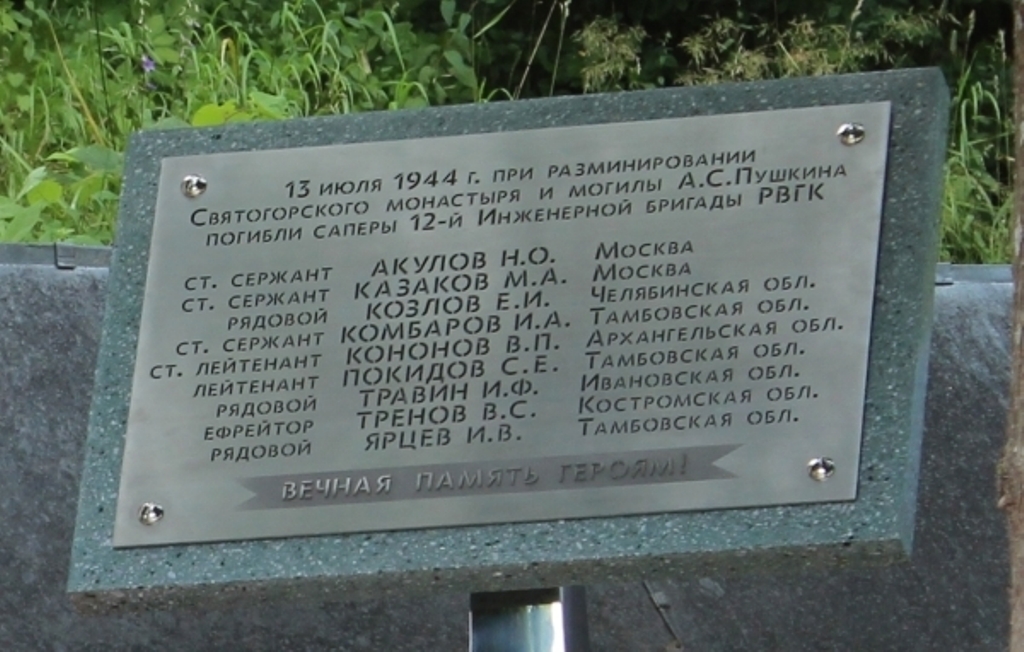 13 июля 1944 г. при разминировании
Святогорского монастыря и могилы А.С.Пушкина
погибли саперы 12-й Инженерной бригады РВГК
ст. сержант АКУЛОВ Н.О. Москва
ст. сержант КАЗАКОВ М.А. Москва
рядовой КОЗЛОВ Е.И. Челябинская обл.
ст. сержант КОМБАРОВ И.А. Тамбовская обл.
ст. лейтенант КОНОНОВ В.П. Архангельская обл.
лейтенант ПОКИДОВ С.Е. Тамбовская обл.
рядовой ТРАВИН И.Ф. Ивановская обл.
ефрейтор ТРЕНОВ В.С. Костромская обл.
рядовой ЯРЦЕВ И.В. Тамбовская обл.
ВЕЧНАЯ ПАМЯТЬ ГЕРОЯМ!